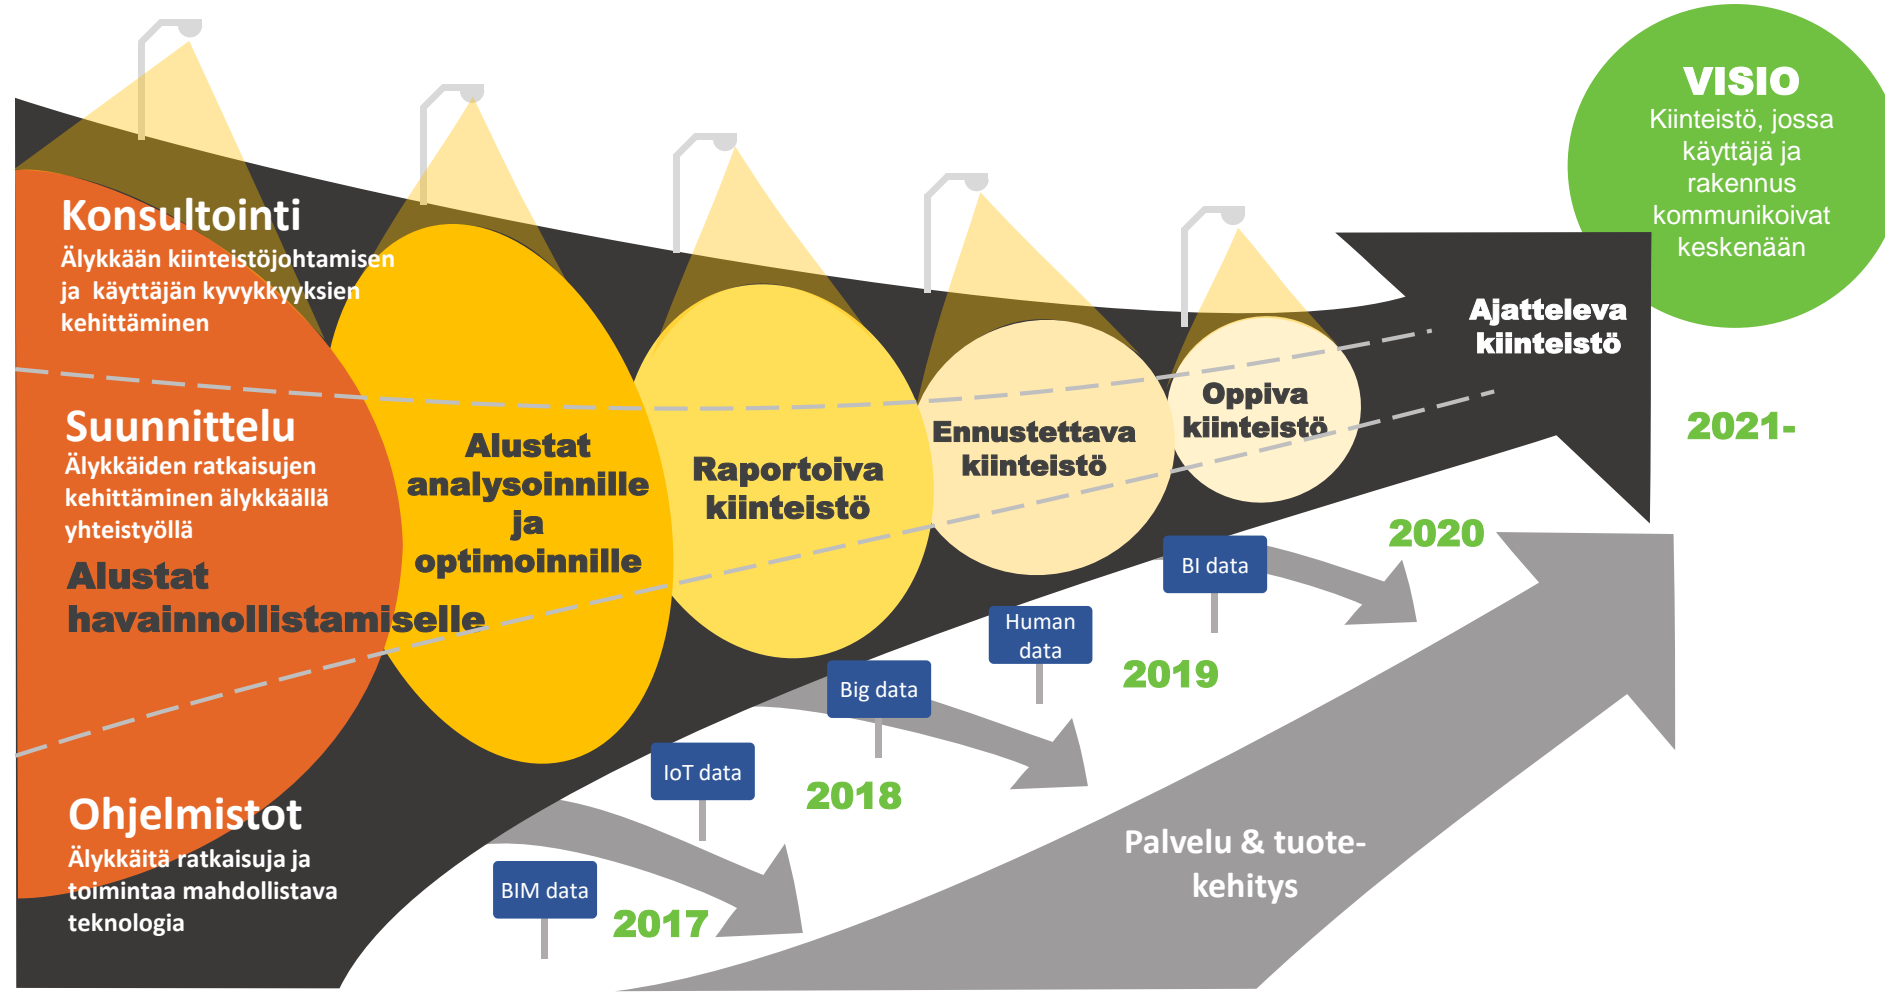 VISIO
Kiinteistö, jossa
käyttäjä ja
rakennus
kommunikoivat
keskenään
Konsultointi
Älykkään kiinteistöjohtamisen
ja käyttäjän kyvykkyyksien
kehittäminen
Suunnittelu
Älykkäiden ratkaisujen
kehittäminen älykkäällä
yhteistyöllä
Alustat
havainnollistamiselle
Ohjelmistot
Älykkäitä ratkaisuja ja
toimintaa mahdollistava
teknologia
Alustat
analysoinnille
ja
optimoinnille
Raportoiva
kiinteistö
Ennustettava
kiinteistö
Oppiva
kiinteistö
Ajatteleva
kiinteistö
2021-
2020
BI data
Human
data
2019
Big data
IoT data
2018
BIM data
2017
Palvelu & tuote-
kehitys